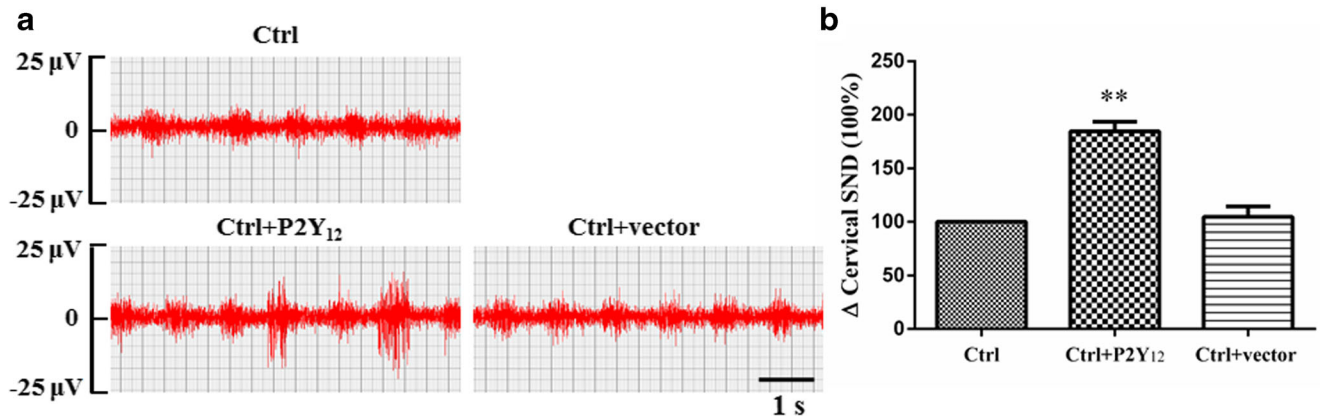 a
Ctrl
25 μV
0
-25 μV
Ctrl+P2Y₁₂
Ctrl+vector
25 μV
0
-25 μV
1 s
b
Δ Cervical SND (100%)
250
200
150
100
50
0
**
Ctrl
Ctrl+P2Y₁₂
Ctrl+vector